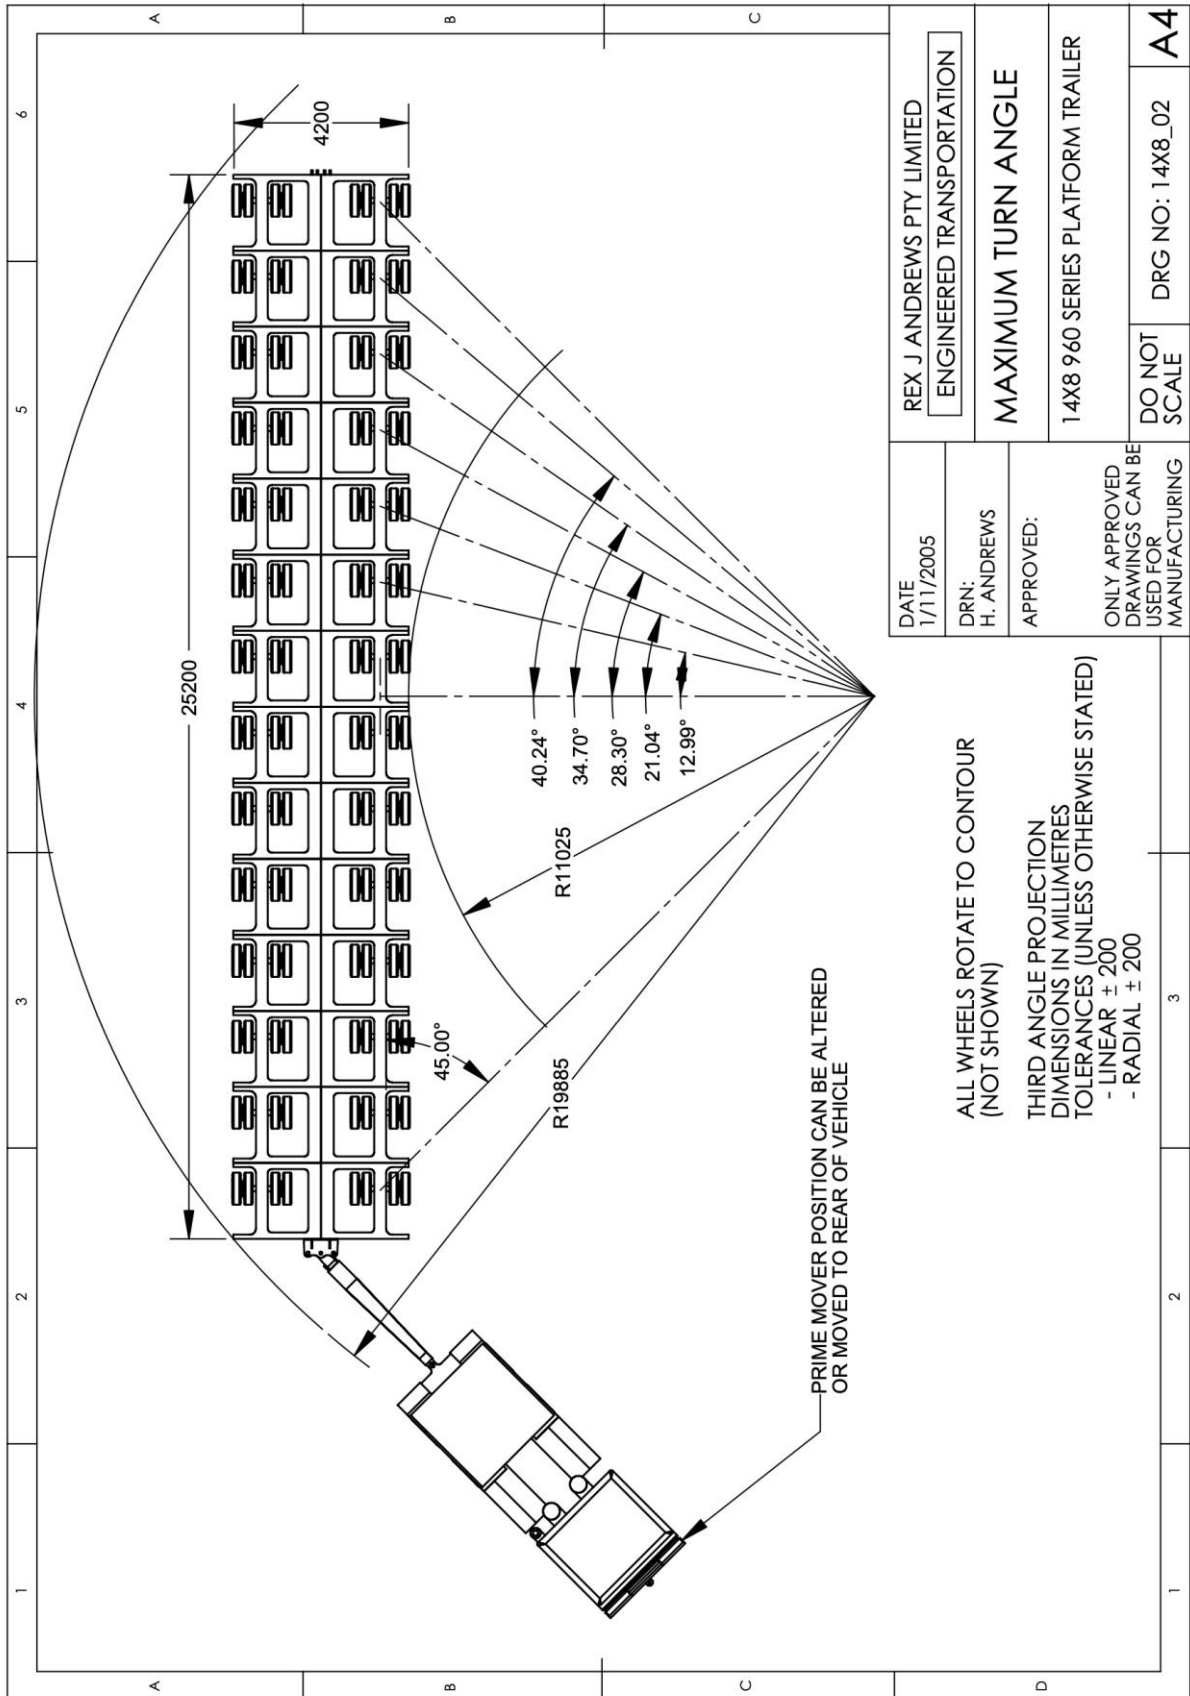 1
2
3
4
5
6
A
B
C
A
B
C
D
1
2
3
25200
4200
R19885
R11025
45.00°
40.24°
34.70°
28.30°
21.04°
12.99°
PRIME MOVER POSITION CAN BE ALTERED
OR MOVED TO REAR OF VEHICLE
ALL WHEELS ROTATE TO CONTOUR
(NOT SHOWN)
THIRD ANGLE PROJECTION
DIMENSIONS IN MILLIMETRES
TOLERANCES (UNLESS OTHERWISE STATED)
- LINEAR ± 200
- RADIAL ± 200
DATE
1/11/2005
DRN:
H. ANDREWS
APPROVED:
ONLY APPROVED
DRAWINGS CAN BE
USED FOR
MANUFACTURING
REX J ANDREWS PTY LIMITED
ENGINEERED TRANSPORTATION
MAXIMUM TURN ANGLE
14X8 960 SERIES PLATFORM TRAILER
DO NOT
SCALE
DRG NO: 14X8_02
A4